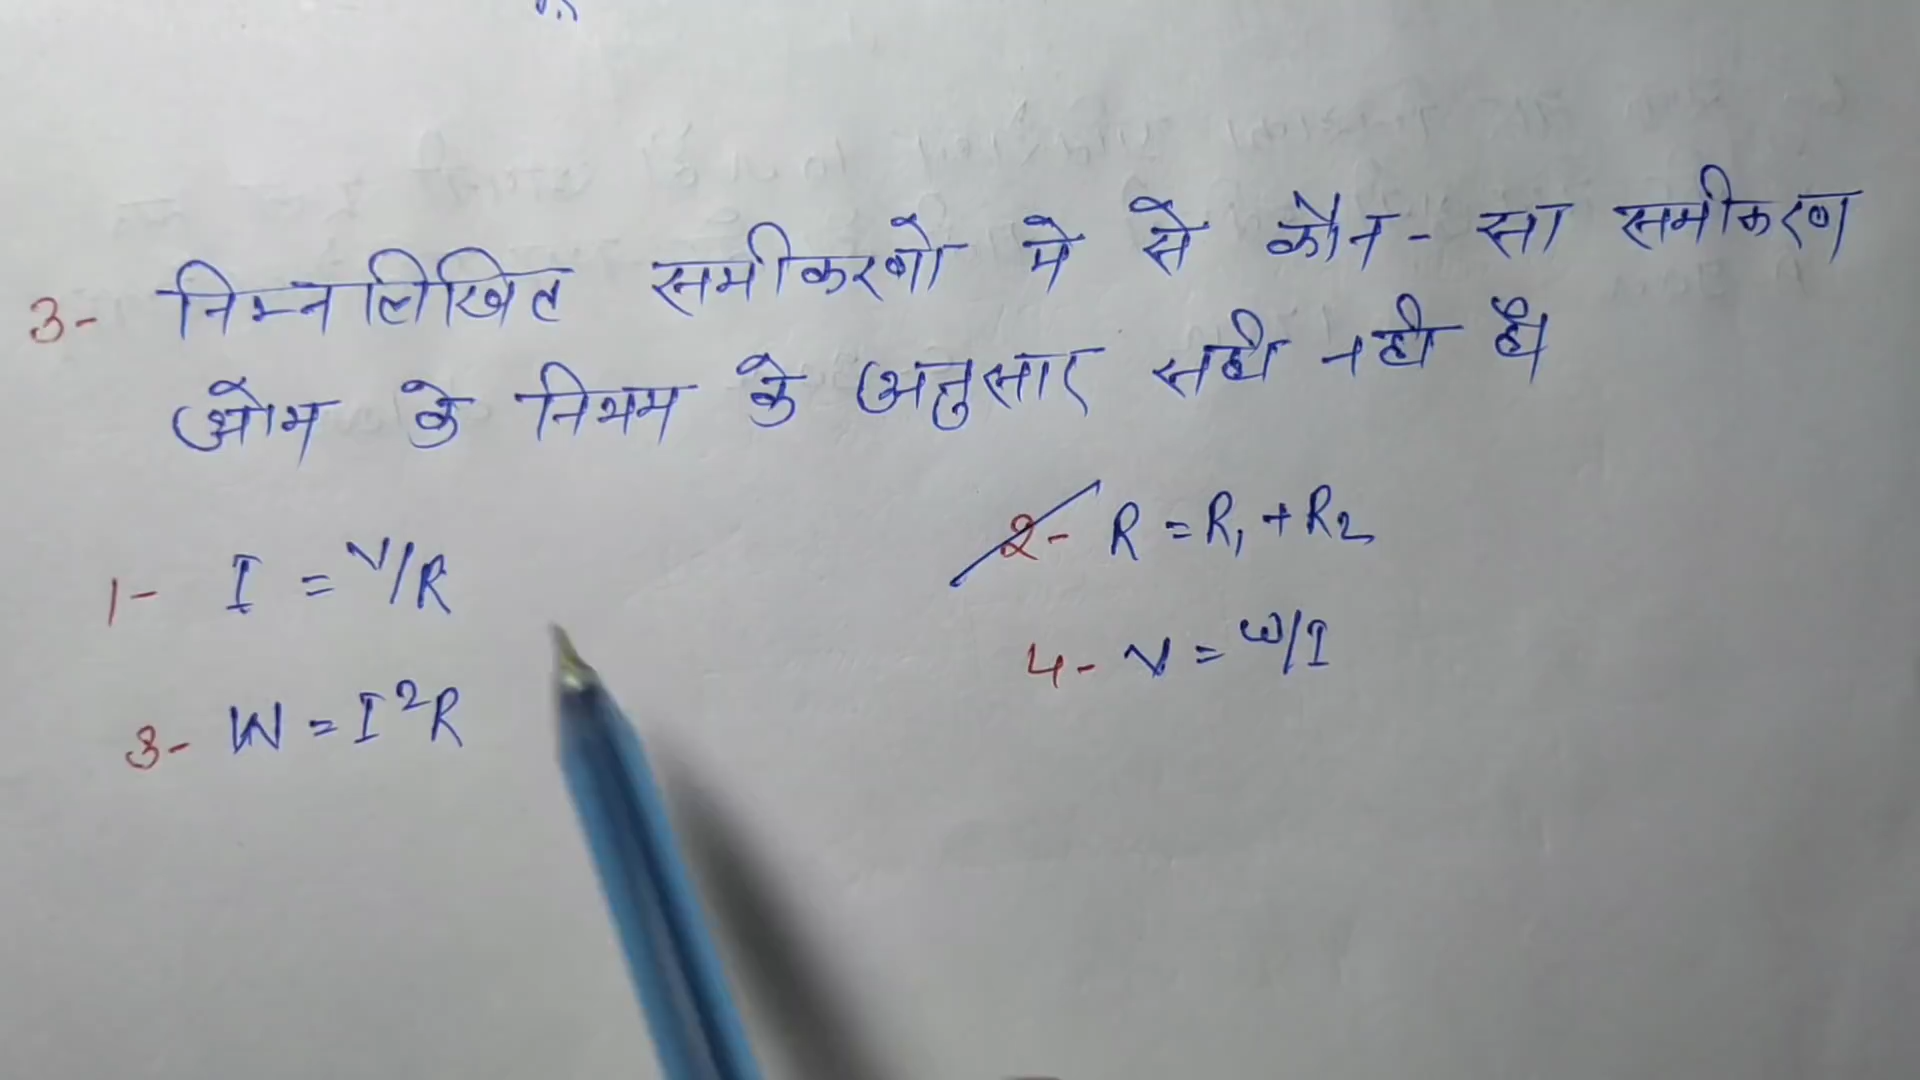 3- निम्नलिखित समीकरणो मे से कौन - सा समीकरण
ओम के नियम के अनुसार सही नही है
1- I = V/R
2- R = R₁ + R₂
3- W = I²R
4- V = W/I